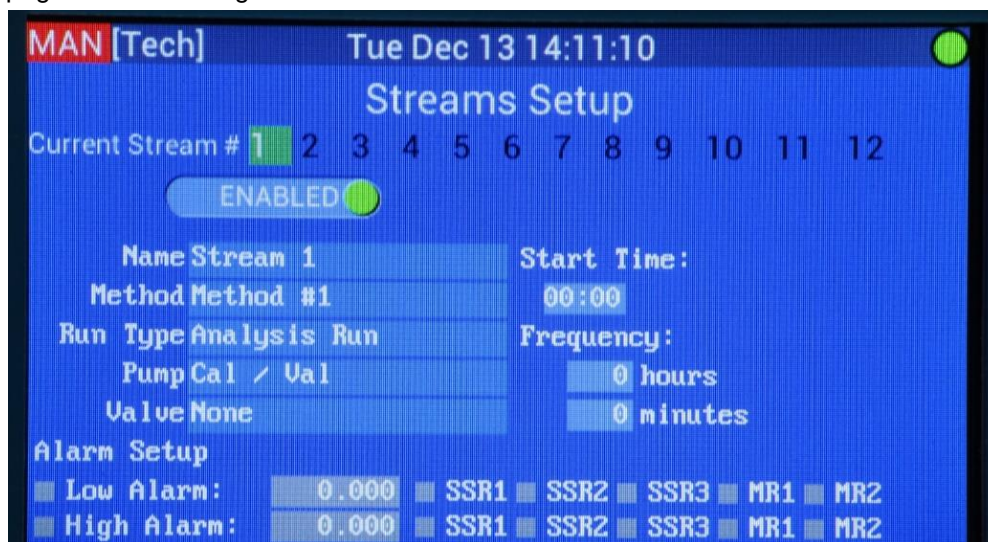 MAN [Tech] Tue Dec 13 14:11:10
Streams Setup
Current Stream # 1 2 3 4 5 6 7 8 9 10 11 12
ENABLED
Name Stream 1 Start Time:
Method Method #1 00:00
Run Type Analysis Run Frequency:
Pump Cal / Val 0 hours
Valve None 0 minutes
Alarm Setup
Low Alarm: 0.000 SSR1 SSR2 SSR3 MR1 MR2
High Alarm: 0.000 SSR1 SSR2 SSR3 MR1 MR2